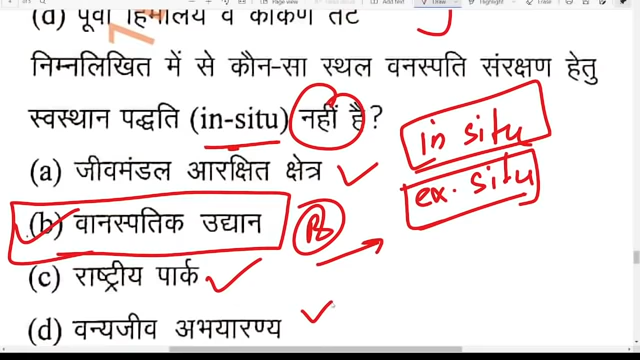 (d) पूर्वी हिमालय व कोंकण तट
निम्नलिखित में से कौन-सा स्थल वनस्पति संरक्षण हेतु
स्वस्थान पद्धति (in-situ) नहीं है?
in situ
(a) जीवमंडल आरक्षित क्षेत्र
ex. situ
(b) वानस्पतिक उद्यान
(c) राष्ट्रीय पार्क
(d) वन्यजीव अभयारण्य